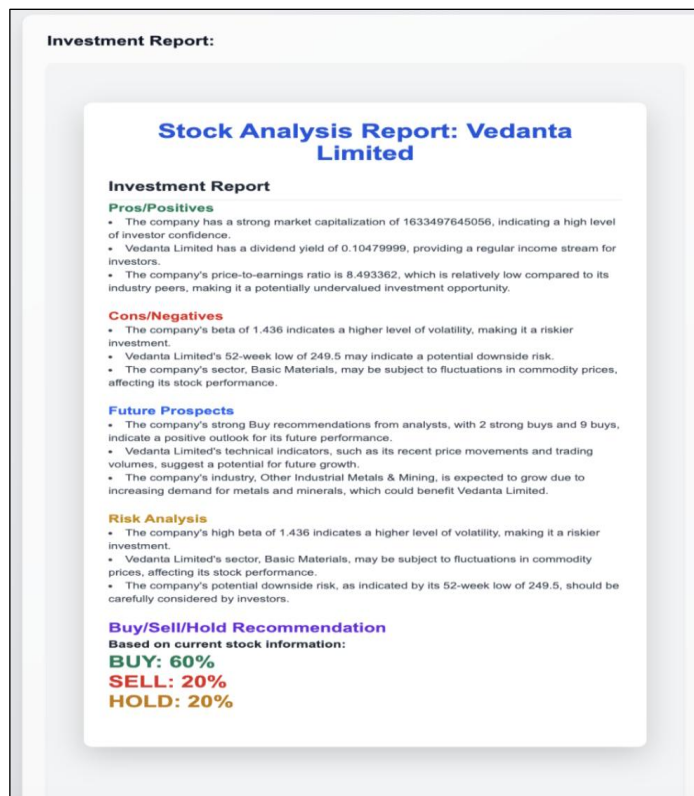 Investment Report:
Stock Analysis Report: Vedanta
Limited
Investment Report
Pros/Positives
• The company has a strong market capitalization of 1633497645056, indicating a high level
of investor confidence.
• Vedanta Limited has a dividend yield of 0.10479999, providing a regular income stream for
investors.
• The company's price-to-earnings ratio is 8.493362, which is relatively low compared to its
industry peers, making it a potentially undervalued investment opportunity.
Cons/Negatives
• The company's beta of 1.436 indicates a higher level of volatility, making it a riskier
investment.
• Vedanta Limited's 52-week low of 249.5 may indicate a potential downside risk.
• The company's sector, Basic Materials, may be subject to fluctuations in commodity prices,
affecting its stock performance.
Future Prospects
• The company's strong Buy recommendations from analysts, with 2 strong buys and 9 buys,
indicate a positive outlook for its future performance.
• Vedanta Limited's technical indicators, such as its recent price movements and trading
volumes, suggest a potential for future growth.
• The company's industry, Other Industrial Metals & Mining, is expected to grow due to
increasing demand for metals and minerals, which could benefit Vedanta Limited.
Risk Analysis
• The company's high beta of 1.436 indicates a higher level of volatility, making it a riskier
investment.
• Vedanta Limited's sector, Basic Materials, may be subject to fluctuations in commodity
prices, affecting its stock performance.
• The company's potential downside risk, as indicated by its 52-week low of 249.5, should be
carefully considered by investors.
Buy/Sell/Hold Recommendation
Based on current stock information:
BUY: 60%
SELL: 20%
HOLD: 20%